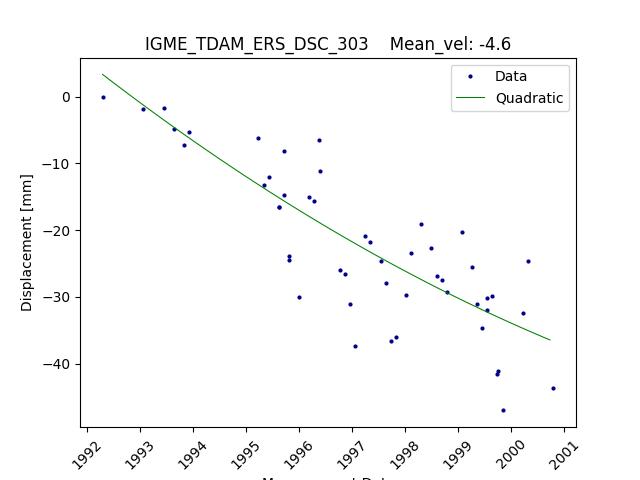 IGME_TDAM_ERS_DSC_303    Mean_vel: -4.6
Data
Quadratic
0
−10
−20
−30
−40
Displacement [mm]
1992 1993 1994 1995 1996 1997 1998 1999 2000 2001